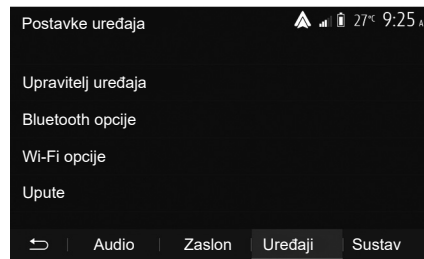 Postavke uređaja 27°C 9:25 A
Upravitelj uređaja
Bluetooth opcije
Wi-Fi opcije
Upute
Audio Zaslon Uređaji Sustav